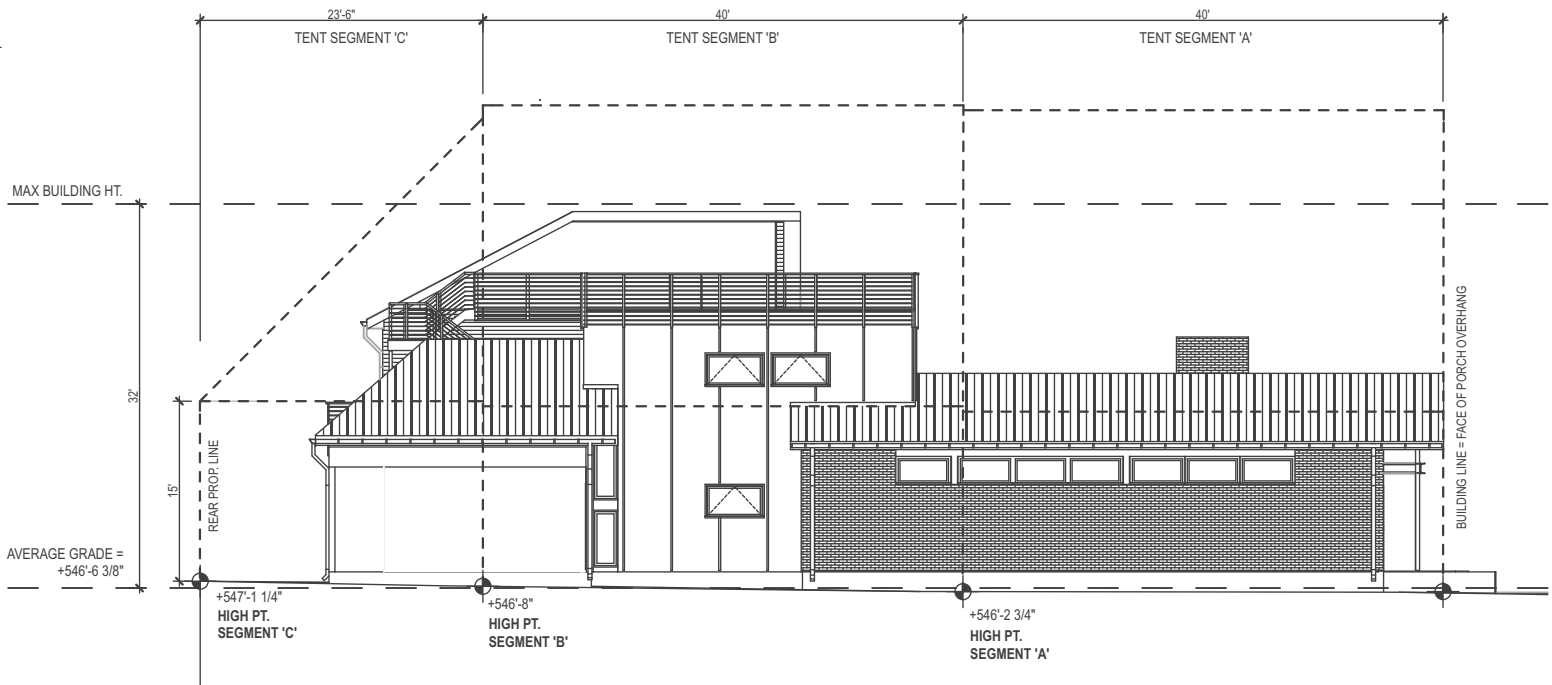 23'-6"
40'
40'
TENT SEGMENT 'C'
TENT SEGMENT 'B'
TENT SEGMENT 'A'
MAX BUILDING HT.
32'
15'
REAR PROP. LINE
BUILDING LINE = FACE OF PORCH OVERHANG
AVERAGE GRADE =
+546'-6 3/8"
+547'-1 1/4"
HIGH PT.
SEGMENT 'C'
+546'-8"
HIGH PT.
SEGMENT 'B'
+546'-2 3/4"
HIGH PT.
SEGMENT 'A'